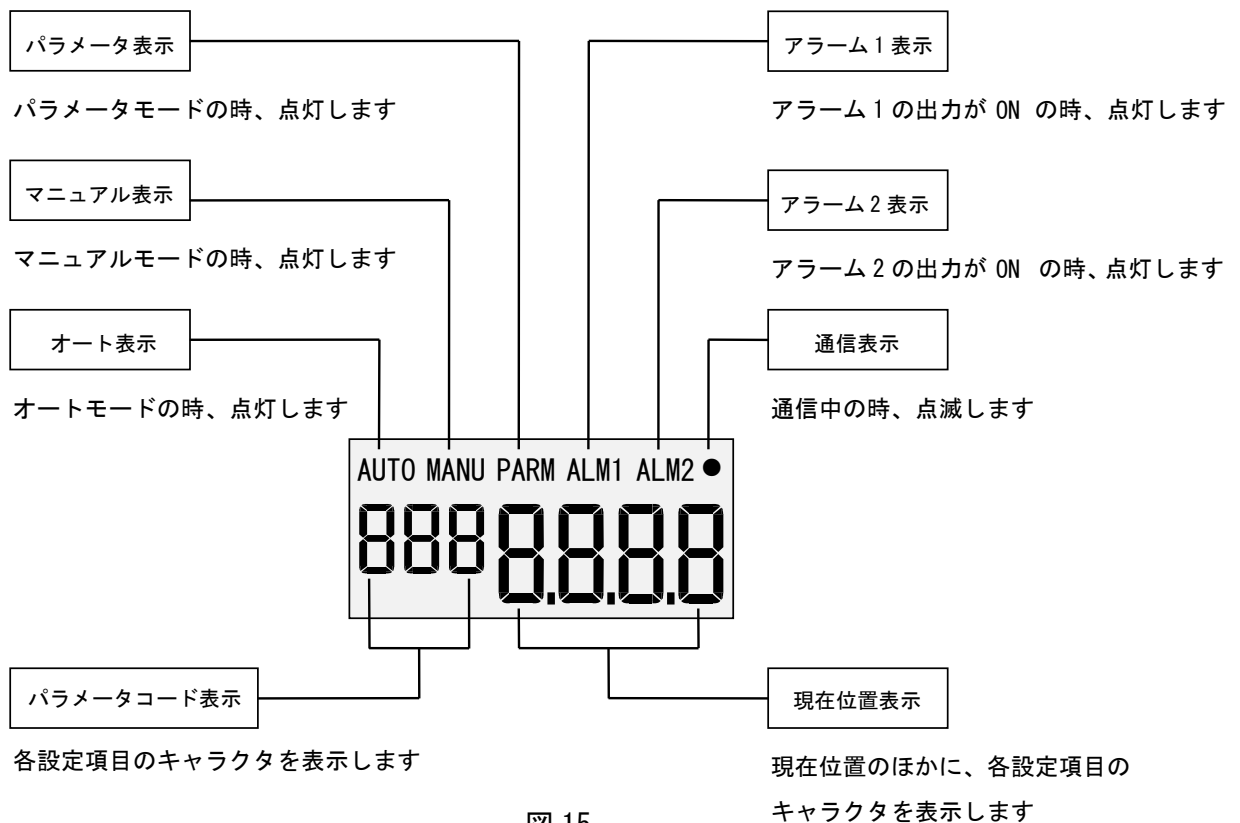 パラメータ表示
パラメータモードの時、点灯します
マニュアル表示
マニュアルモードの時、点灯します
オート表示
オートモードの時、点灯します
アラーム1表示
アラーム1の出力が ON の時、点灯します
アラーム2表示
アラーム2の出力が ON の時、点灯します
通信表示
通信中の時、点滅します
AUTO MANU PARM ALM1 ALM2 ●
888 8.8.8.8
パラメータコード表示
各設定項目のキャラクタを表示します
現在位置表示
現在位置のほかに、各設定項目の
キャラクタを表示します
図 15